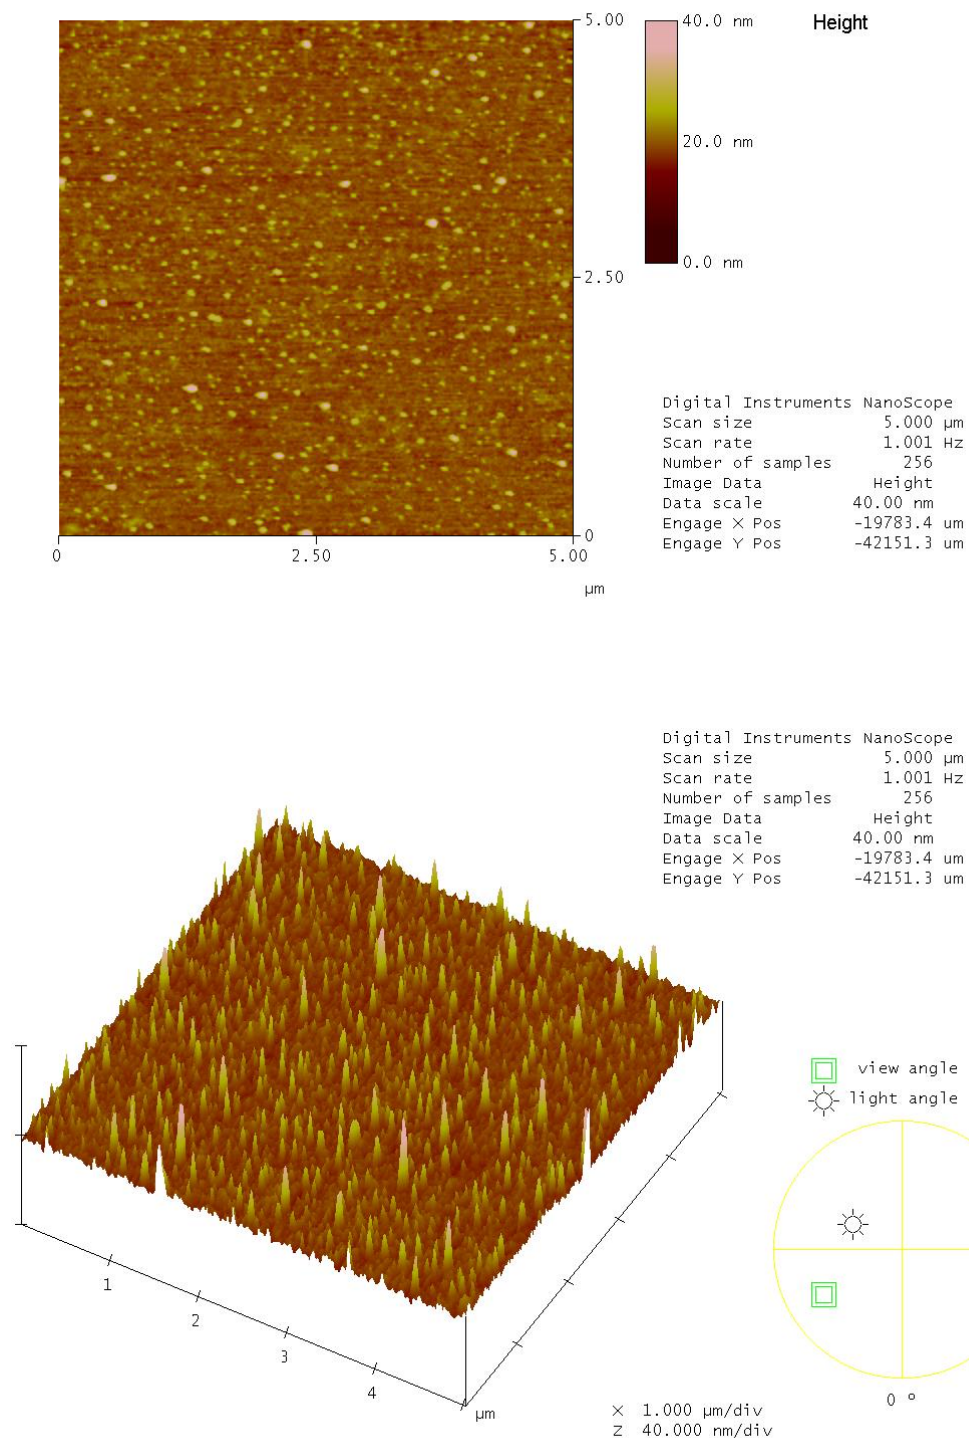 5.00
40.0 nm
Height
20.0 nm
2.50
0.0 nm
0
0
2.50
5.00
µm
Digital Instruments NanoScope
Scan size 5.000 µm
Scan rate 1.001 Hz
Number of samples 256
Image Data Height
Data scale 40.00 nm
Engage X Pos -19783.4 um
Engage Y Pos -42151.3 um
Digital Instruments NanoScope
Scan size 5.000 µm
Scan rate 1.001 Hz
Number of samples 256
Image Data Height
Data scale 40.00 nm
Engage X Pos -19783.4 um
Engage Y Pos -42151.3 um
view angle
light angle
1
2
3
4
µm
0 °
X 1.000 µm/div
Z 40.000 nm/div